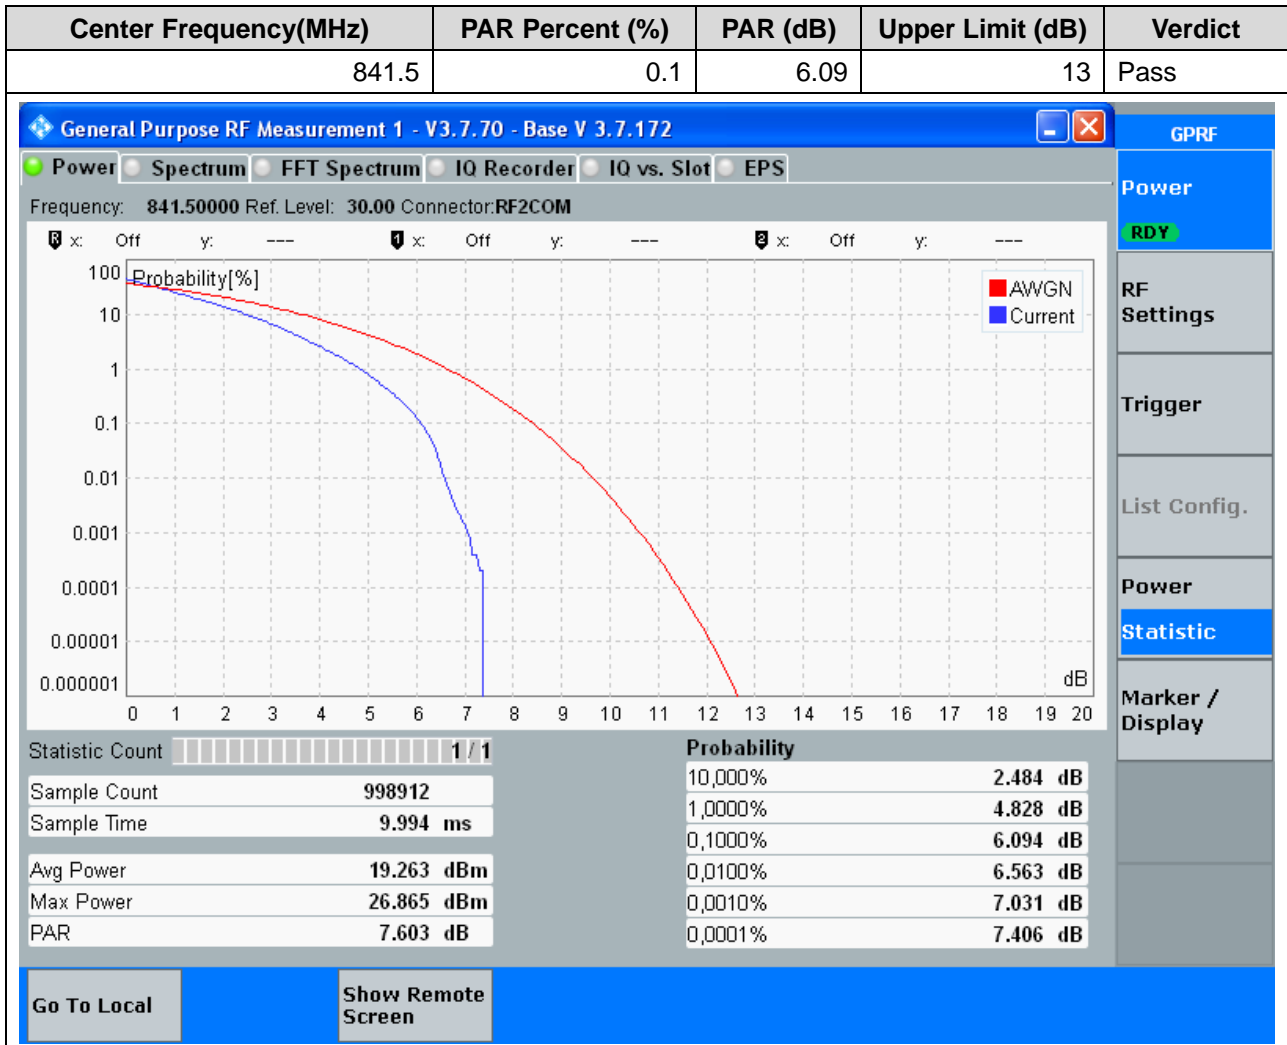 Center Frequency(MHz) PAR Percent (%) PAR (dB) Upper Limit (dB) Verdict
841.5 0.1 6.09 13 Pass
General Purpose RF Measurement 1 - V3.7.70 - Base V 3.7.172
GPRF
Power Spectrum FFT Spectrum IQ Recorder IQ vs. Slot EPS
Frequency: 841.50000 Ref. Level: 30.00 Connector:RF2COM
R x: Off y: --- 1 x: Off y: --- 2 x: Off y: ---
Probability[%]
AWGN
Current
100
10
1
0.1
0.01
0.001
0.0001
0.00001
0.000001
dB
0 1 2 3 4 5 6 7 8 9 10 11 12 13 14 15 16 17 18 19 20
Statistic Count 1 / 1
Sample Count 998912
Sample Time 9.994 ms
Avg Power 19.263 dBm
Max Power 26.865 dBm
PAR 7.603 dB
Probability
10,000% 2.484 dB
1,0000% 4.828 dB
0,1000% 6.094 dB
0,0100% 6.563 dB
0,0010% 7.031 dB
0,0001% 7.406 dB
Power
RDY
RF
Settings
Trigger
List Config.
Power
Statistic
Marker /
Display
Go To Local
Show Remote
Screen